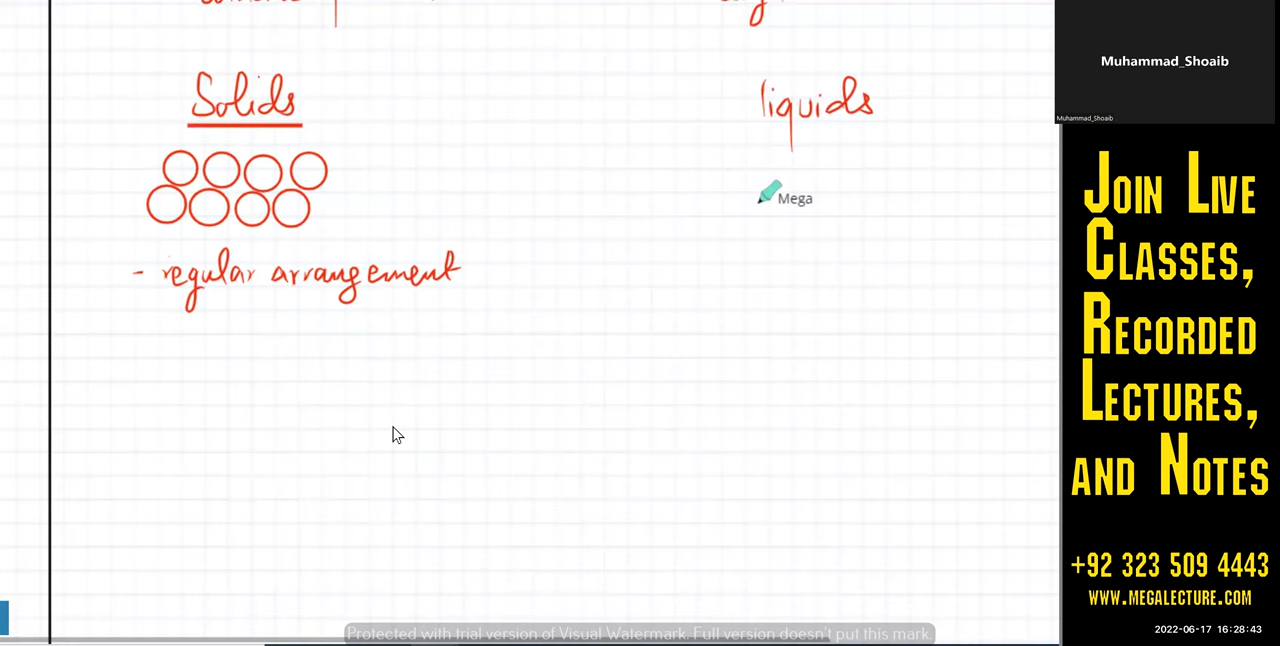 Solids
liquids
Mega
- regular arrangement
Muhammad_Shoaib
Muhammad_Shoaib
JOIN LIVE
CLASSES,
RECORDED
LECTURES,
AND NOTES
+92 323 509 4443
WWW.MEGALECTURE.COM
2022-06-17 16:28:43
Protected with trial version of Visual Watermark. Full version doesn't put this mark.